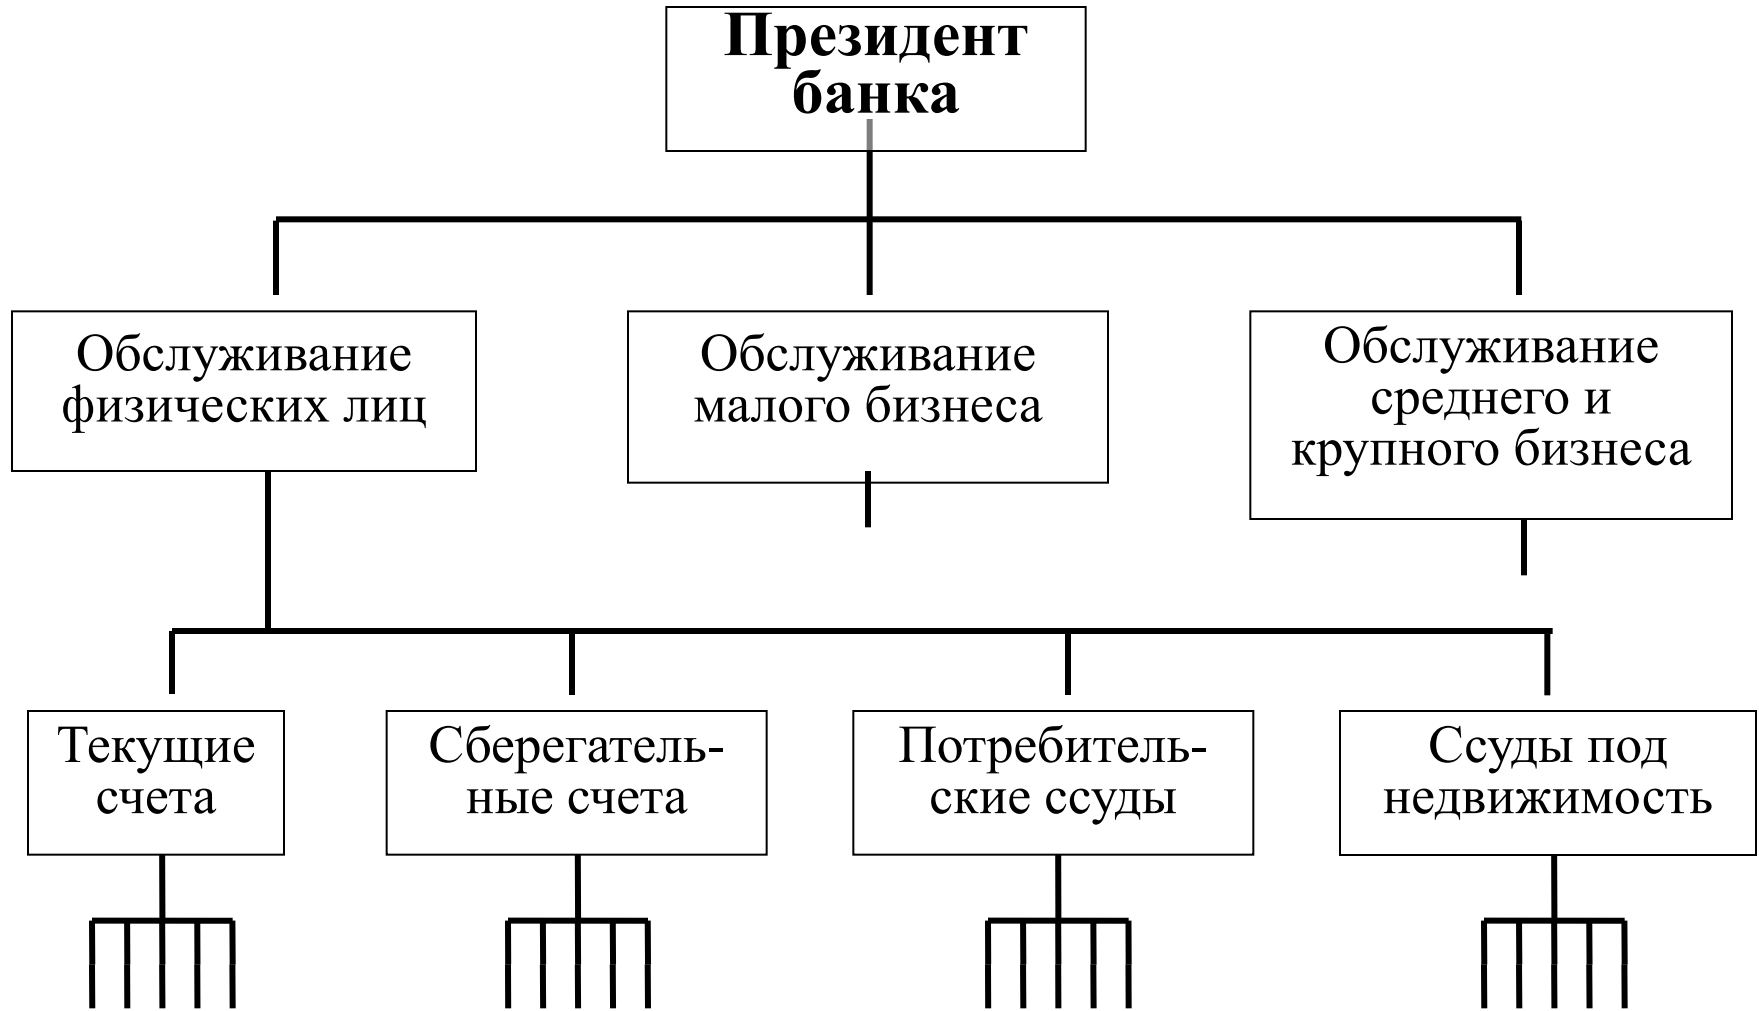 Президент
банка
Обслуживание
физических лиц
Обслуживание
малого бизнеса
Обслуживание
среднего и
крупного бизнеса
Текущие
счета
Сберегатель-
ные счета
Потребитель-
ские ссуды
Ссуды под
недвижимость